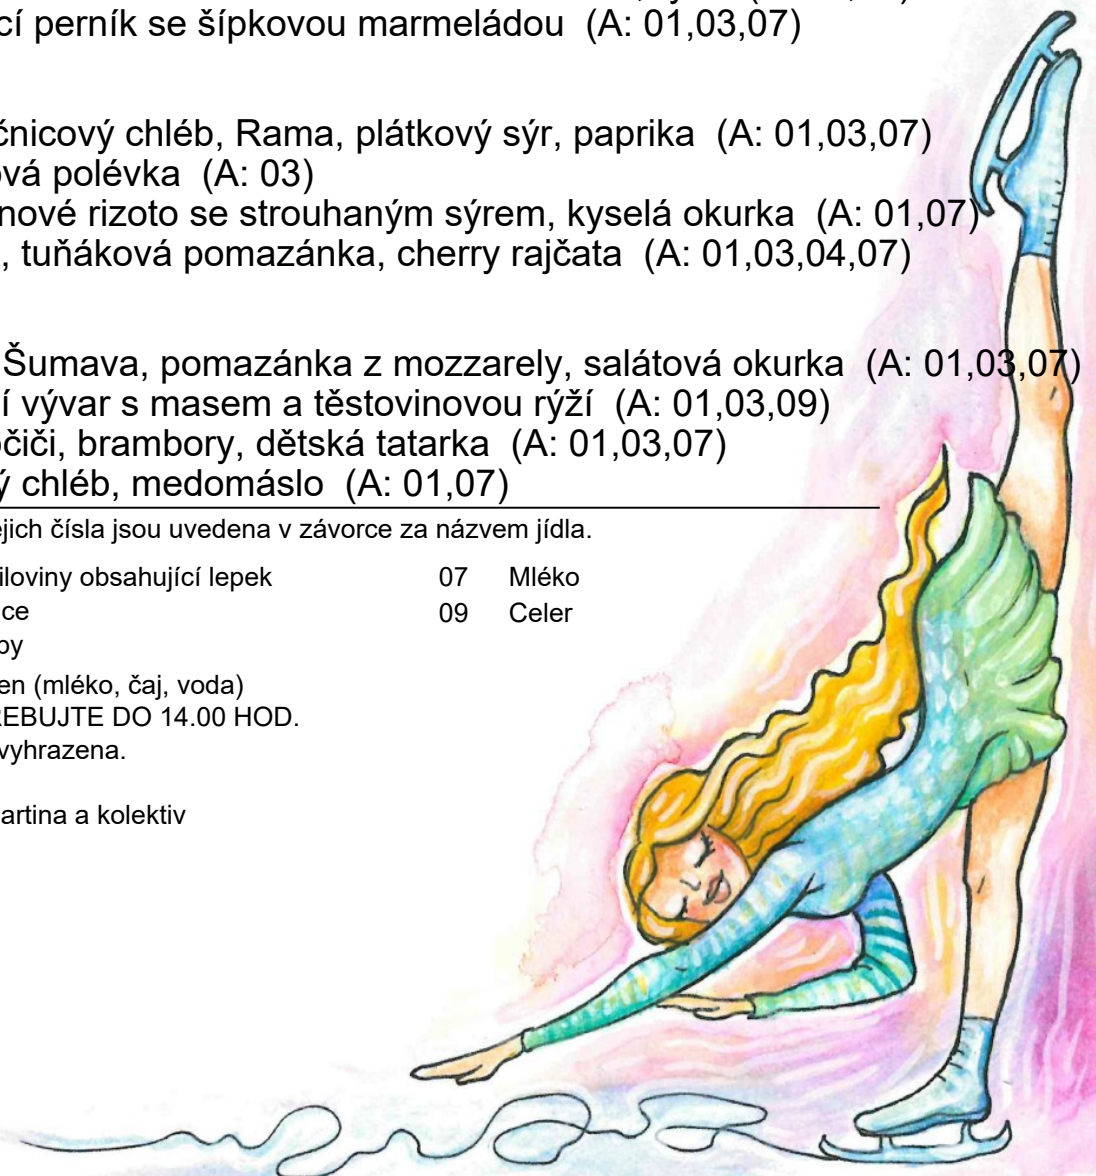 cí perník se šípkovou marmeládou (A: 01,03,07)
čnicový chléb, Rama, plátkový sýr, paprika (A: 01,03,07)
ová polévka (A: 03)
nové rizoto se strouhaným sýrem, kyselá okurka (A: 01,07)
, tuňáková pomazánka, cherry rajčata (A: 01,03,04,07)
Šumava, pomazánka z mozzarely, salátová okurka (A: 01,03,07)
í vývar s masem a těstovinovou rýží (A: 01,03,09)
očiči, brambory, dětská tatarka (A: 01,03,07)
ý chléb, medomáslo (A: 01,07)
ejich čísla jsou uvedena v závorce za názvem jídla.
iloviny obsahující lepek 07 Mléko
ce 09 Celer
by
en (mléko, čaj, voda)
ŘEBUJTE DO 14.00 HOD.
vyhrazena.
artina a kolektiv